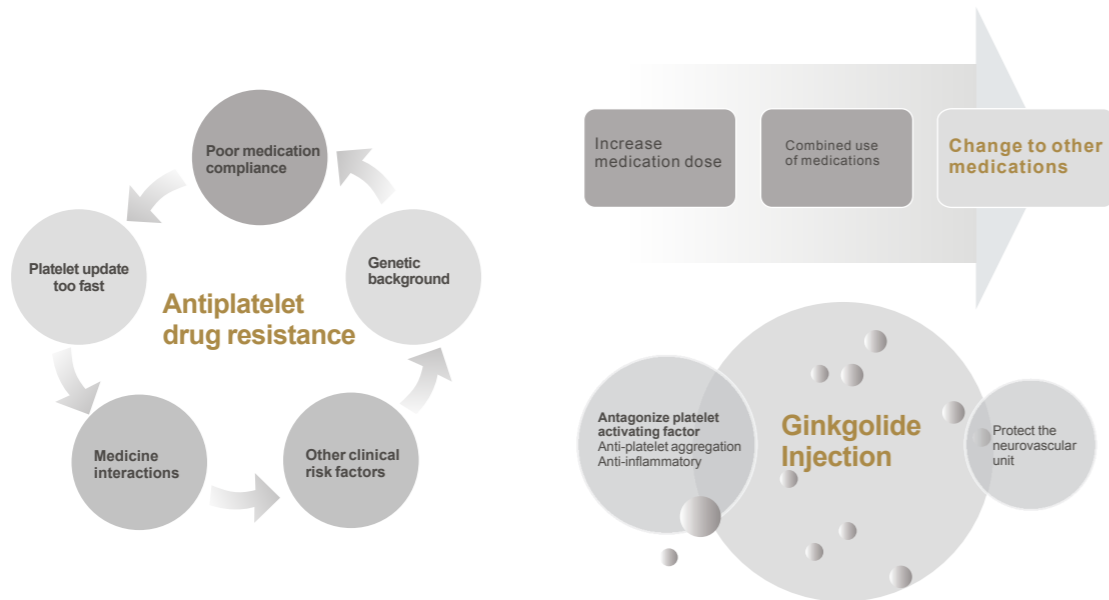 Poor medication
compliance
Platelet update
too fast
Genetic
background
Antiplatelet
drug resistance
Medicine
interactions
Other clinical
risk factors
Increase
medication dose
Combined use
of medications
Change to other
medications
Antagonize platelet
activating factor
Anti-platelet aggregation
Anti-inflammatory
Ginkgolide
Injection
Protect the
neurovascular
unit